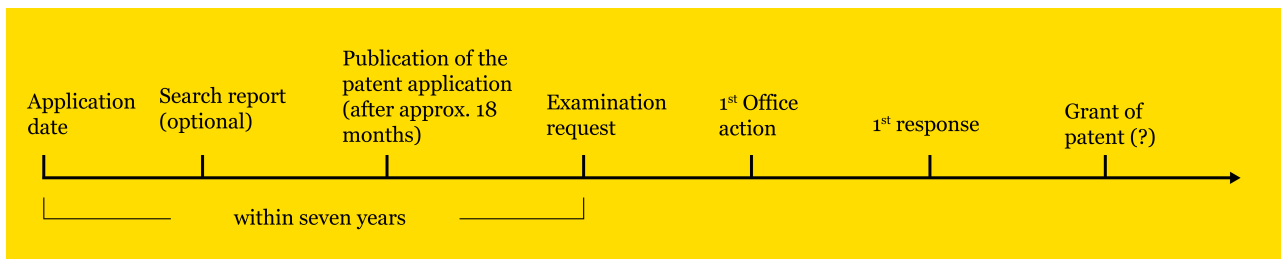 Application
date
Search report
(optional)
Publication of the
patent application
(after approx. 18
months)
Examination
request
1st Office
action
1st response
Grant of
patent (?)
within seven years